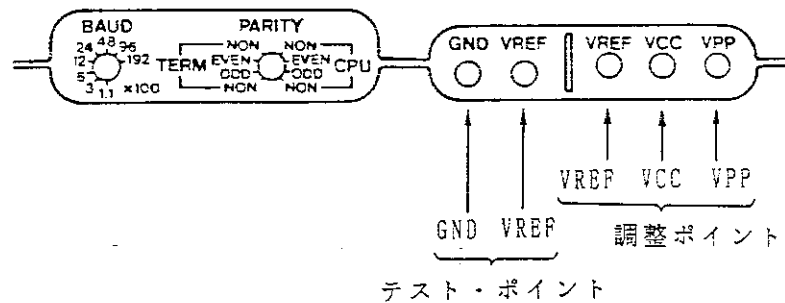 BAUD
PARITY
24 48 96
12 192
6
3 1.1 ×100
NON NON
TERM EVEN EVEN CPU
ODD ODD
NON NON
GND VREF VREF VCC VPP
VREF VCC VPP
GND VREF
調整ポイント
テスト・ポイント